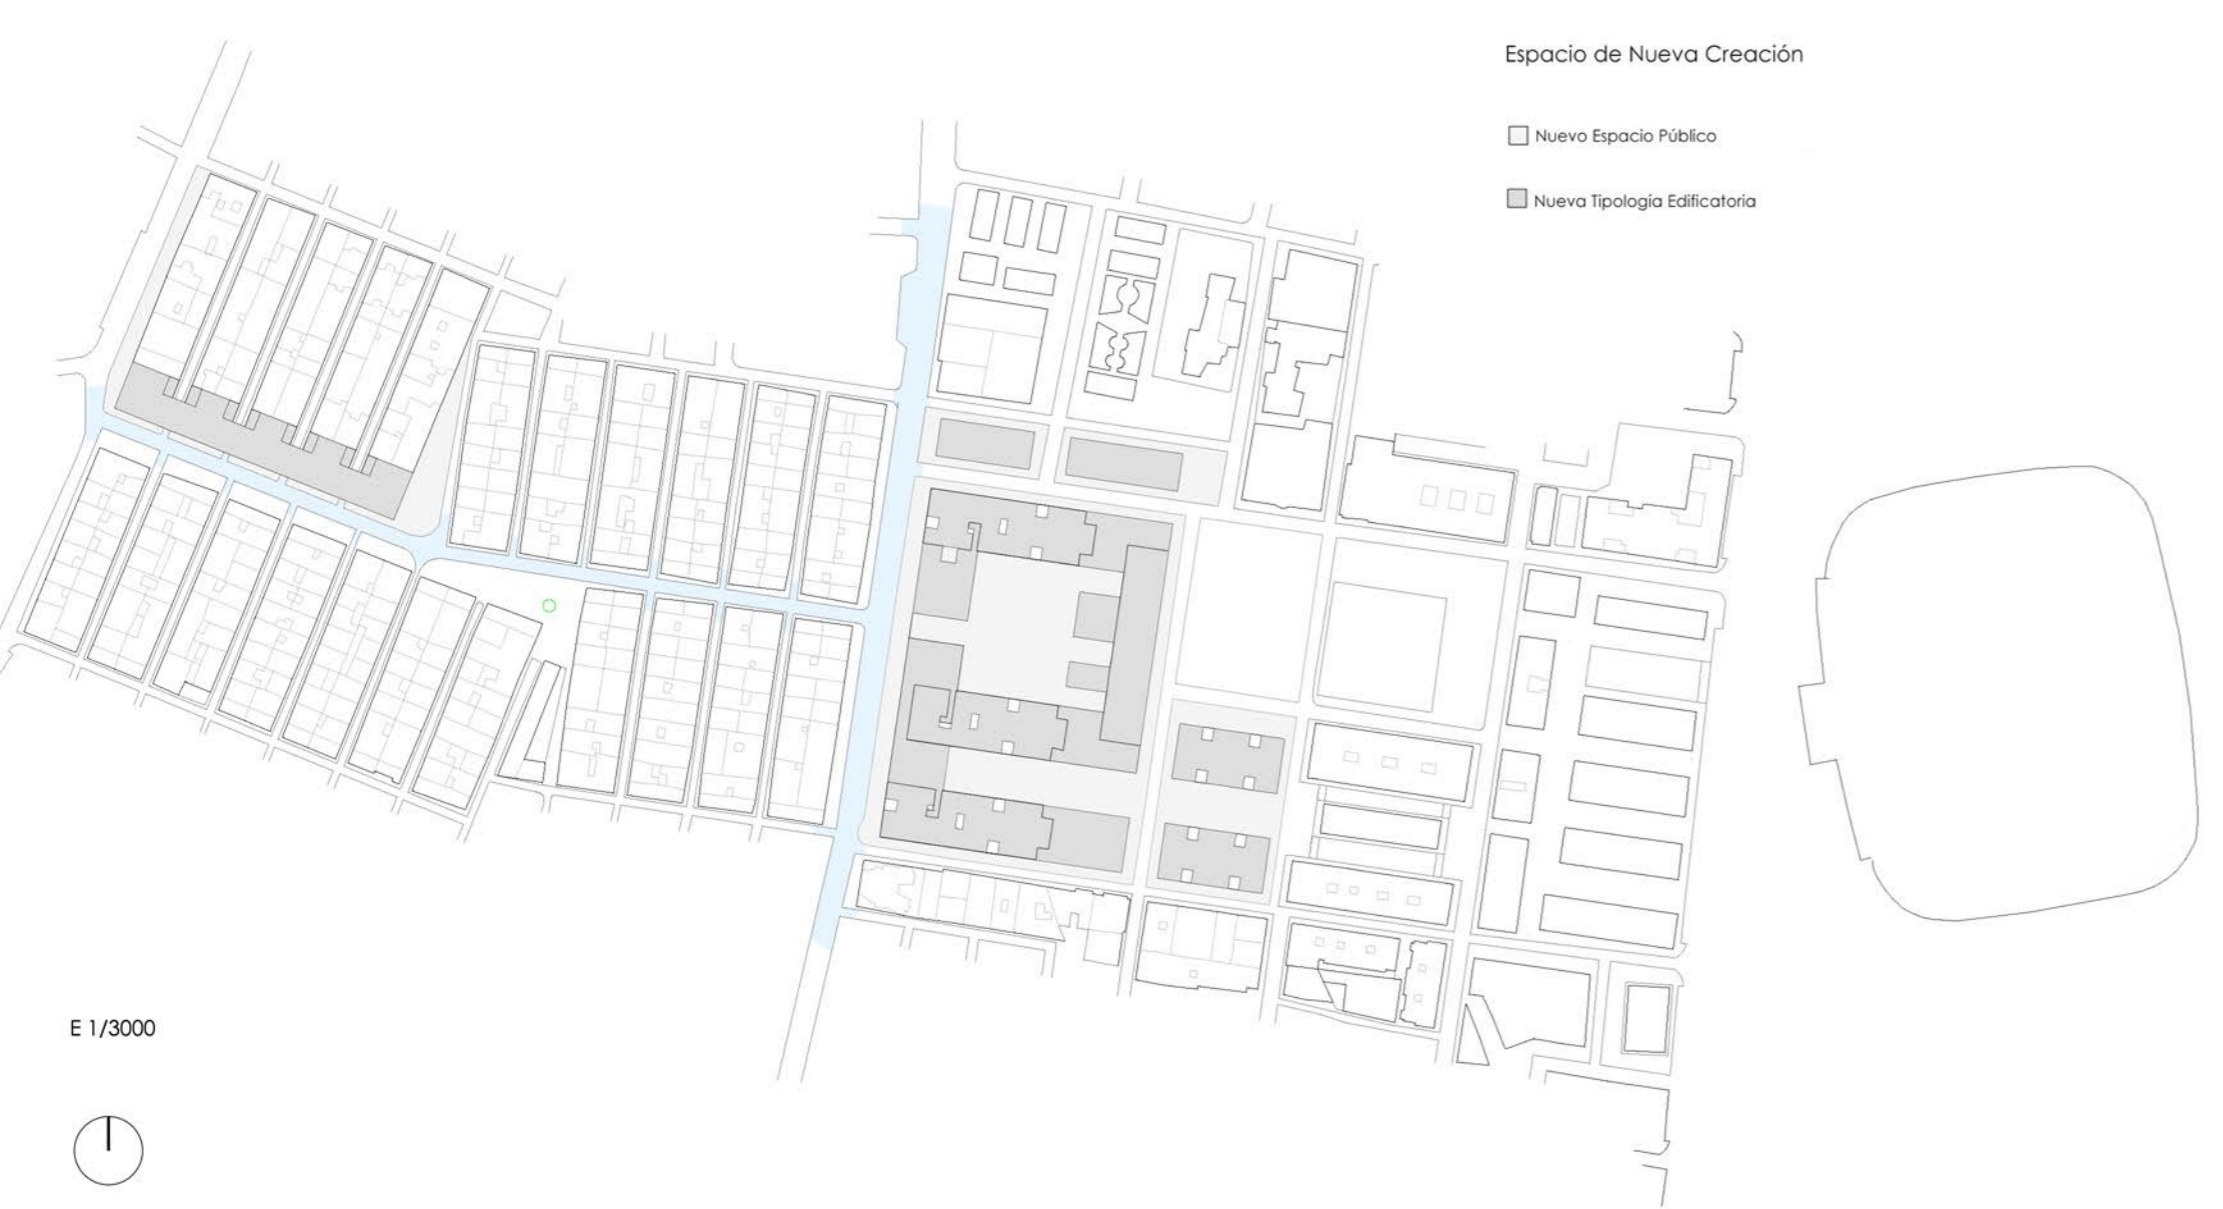 Espacio de Nueva Creación
Nuevo Espacio Público
Nueva Tipología Edificatoria
E 1/3000